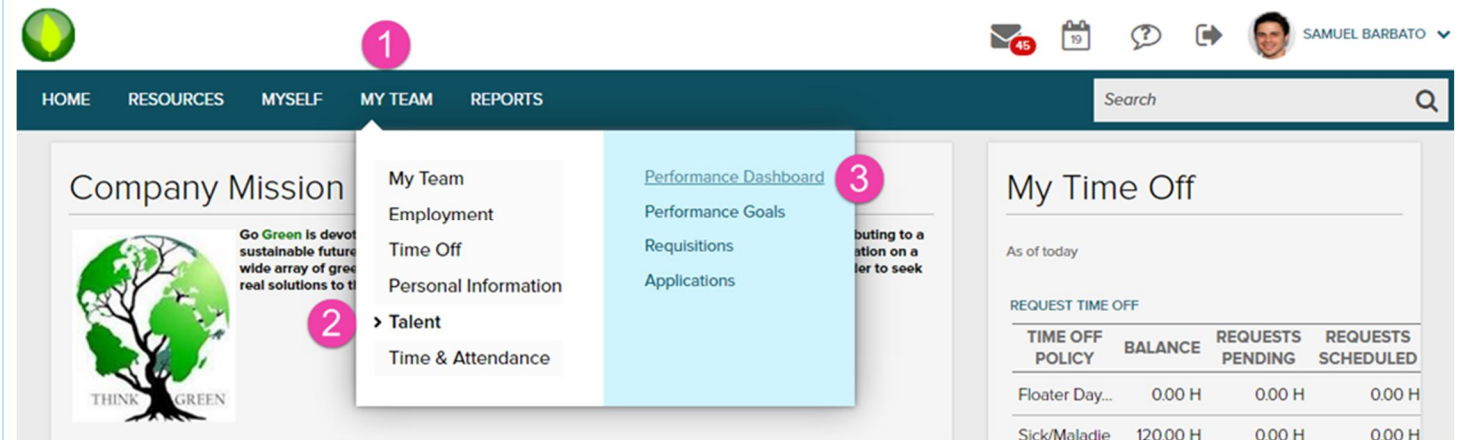 1
45
19
?
SAMUEL BARBATO
HOME RESOURCES MYSELF MY TEAM REPORTS
Search
Company Mission
THINK GREEN
Go Green is devot
sustainable future
wide array of gree
real solutions to t
buting to a
ation on a
er to seek
My Team
Employment
Time Off
Personal Information
2
> Talent
Time & Attendance
Performance Dashboard
3
Performance Goals
Requisitions
Applications
My Time Off
As of today
REQUEST TIME OFF
TIME OFF POLICY BALANCE REQUESTS PENDING REQUESTS SCHEDULED
Floater Day... 0.00 H 0.00 H 0.00 H
Sick/Maladie 120.00 H 0.00 H 0.00 H